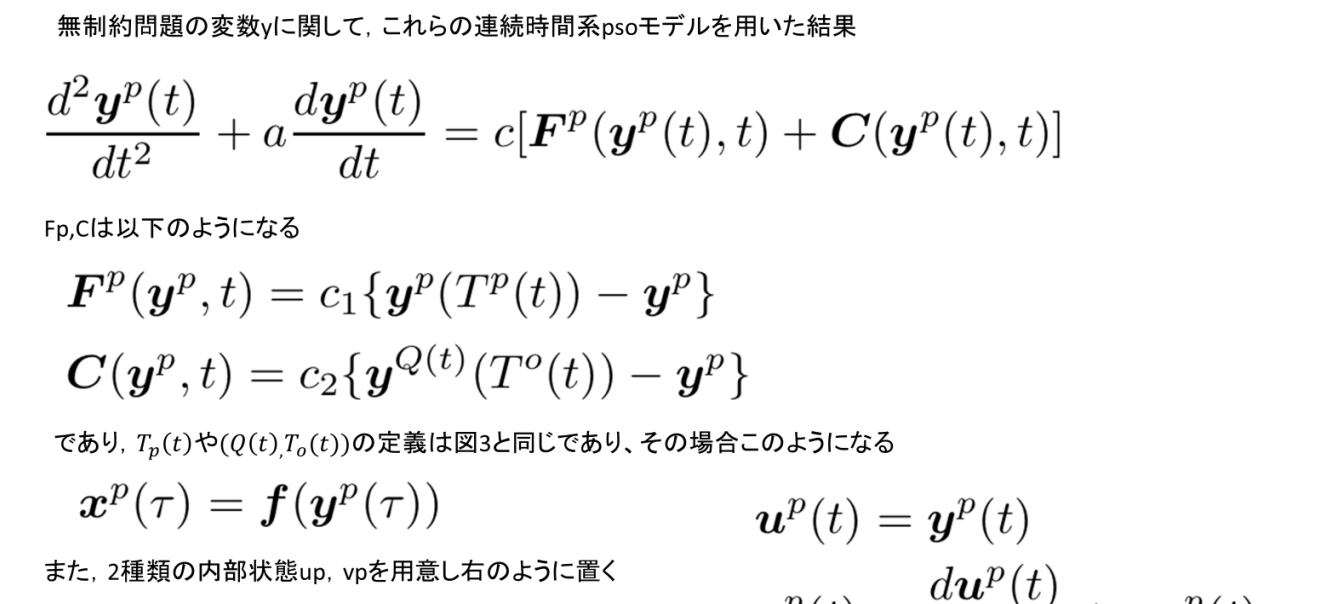 無制約問題の変数yに関して，これらの連続時間系psoモデルを用いた結果
d²y^p(t)/dt² + a dy^p(t)/dt = c[F^p(y^p(t), t) + C(y^p(t), t)]
Fp,Cは以下のようになる
F^p(y^p, t) = c₁{y^p(T^p(t)) − y^p}
C(y^p, t) = c₂{y^Q(t)(T^o(t)) − y^p}
であり，T_p(t)や(Q(t),T_o(t))の定義は図3と同じであり、その場合このようになる
x^p(τ) = f(y^p(τ))
u^p(t) = y^p(t)
また，2種類の内部状態up，vpを用意し右のように置く
du^p(t)